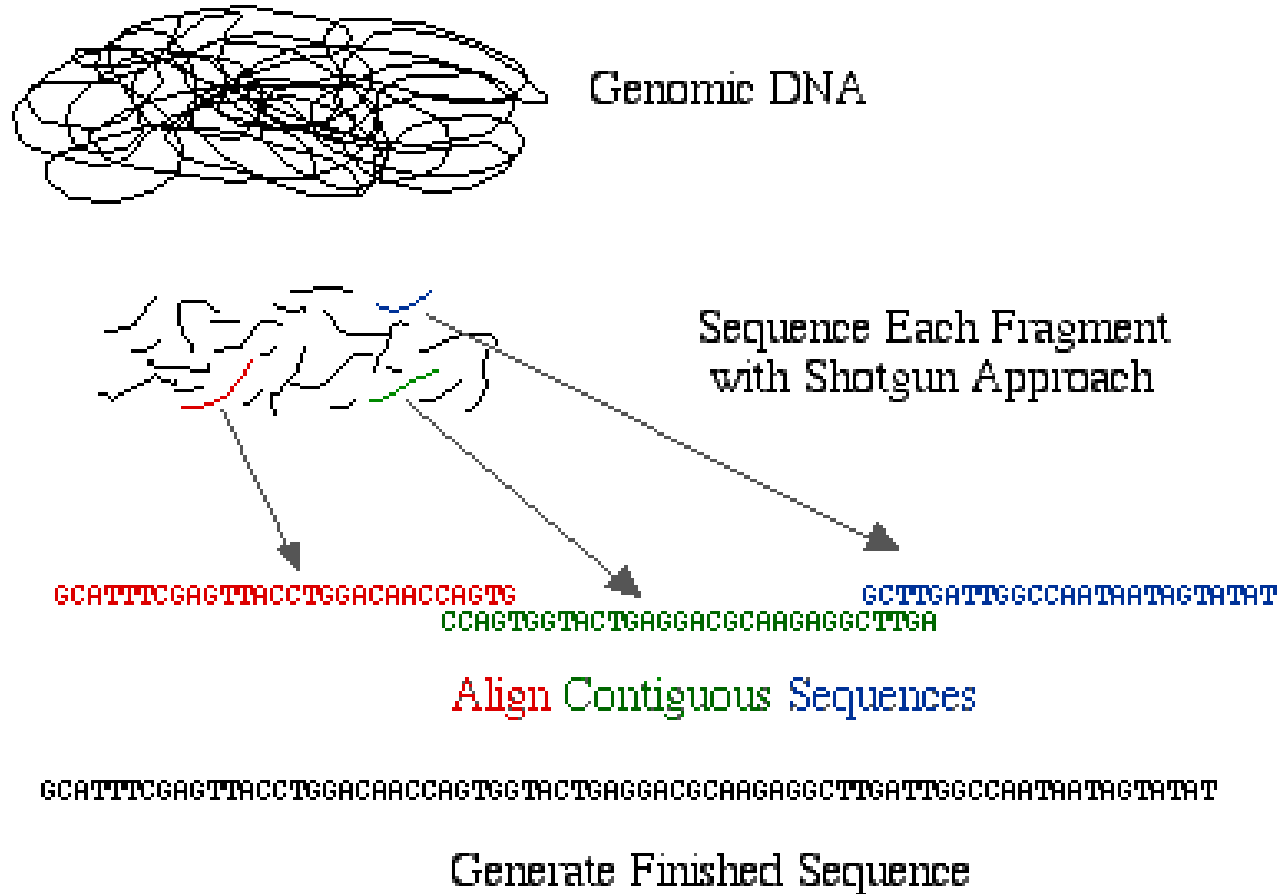 Genomic DNA
Sequence Each Fragment
with Shotgun Approach
GCATTTCGAGTTACCTGGACAACCAGTG
GCTTGATTGGCCAATAATAGTATAT
CCAGTGGTACTGAGGACGCAAGAGGCTTGA
Align Contiguous Sequences
GCATTTCGAGTTACCTGGACAACCAGTGGTACTGAGGACGCAAGAGGCTTGATTGGCCAATAATAGTATAT
Generate Finished Sequence